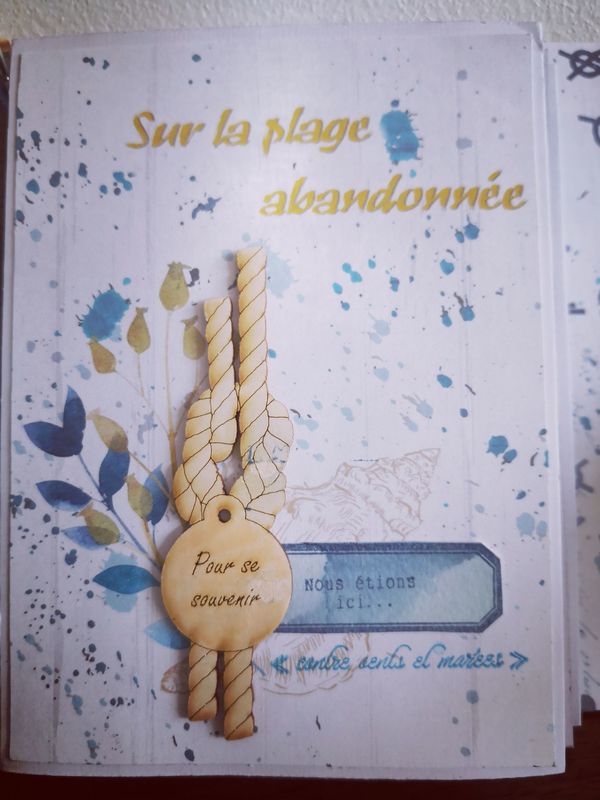 Sur la plage
abandonnée
Pour se
souvenir
Nous étions
ici...
« contre vents et marées »